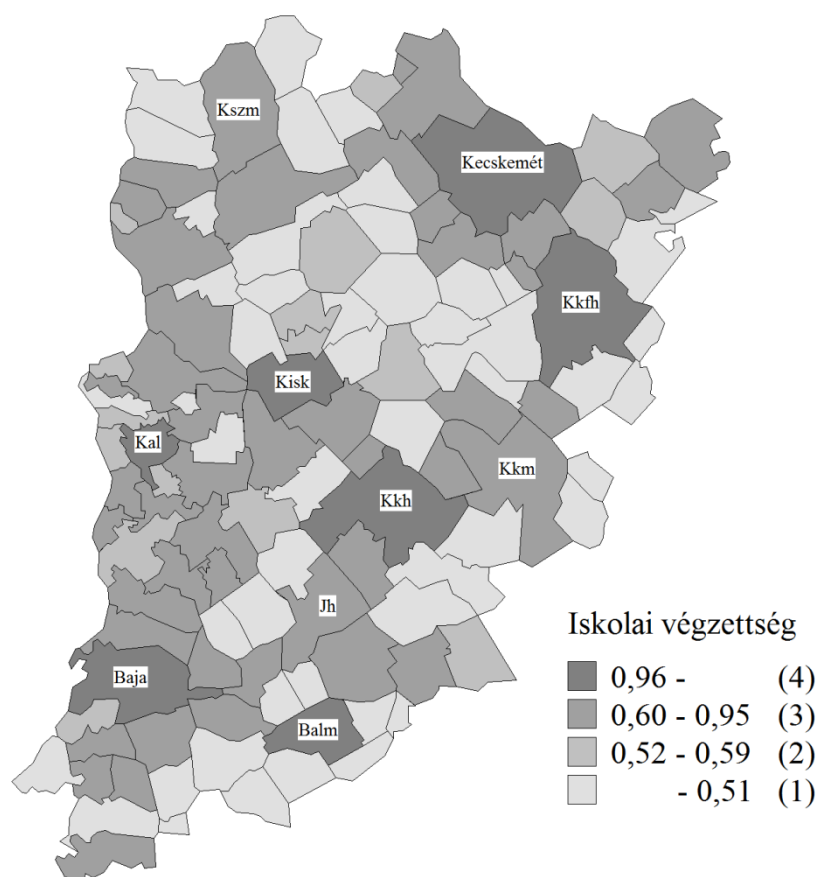 Kszm
Kecskemét
Kkfh
Kisk
Kal
Kkm
Kkh
Jh
Baja
Balm
Iskolai végzettség
0,96 - (4)
0,60 - 0,95 (3)
0,52 - 0,59 (2)
- 0,51 (1)